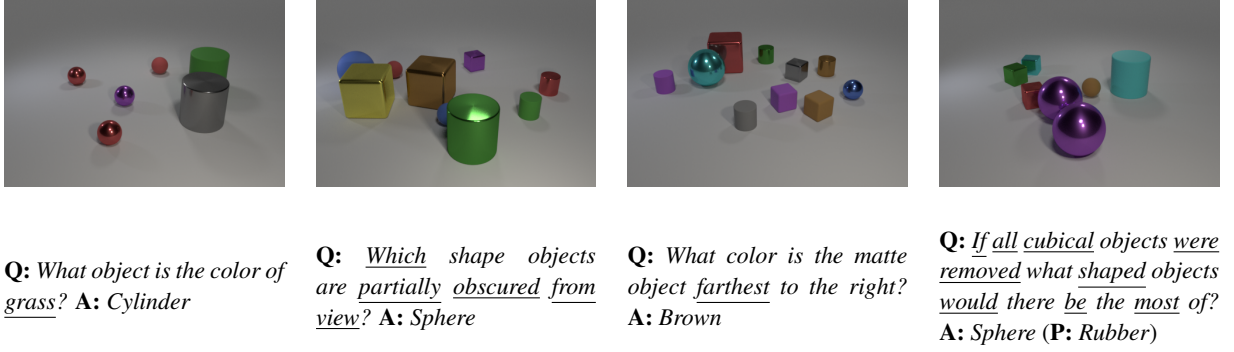 Q: What object is the color of
grass? A: Cylinder
Q: Which shape objects
are partially obscured from
view? A: Sphere
Q: What color is the matte
object farthest to the right?
A: Brown
Q: If all cubical objects were
removed what shaped objects
would there be the most of?
A: Sphere (P: Rubber)